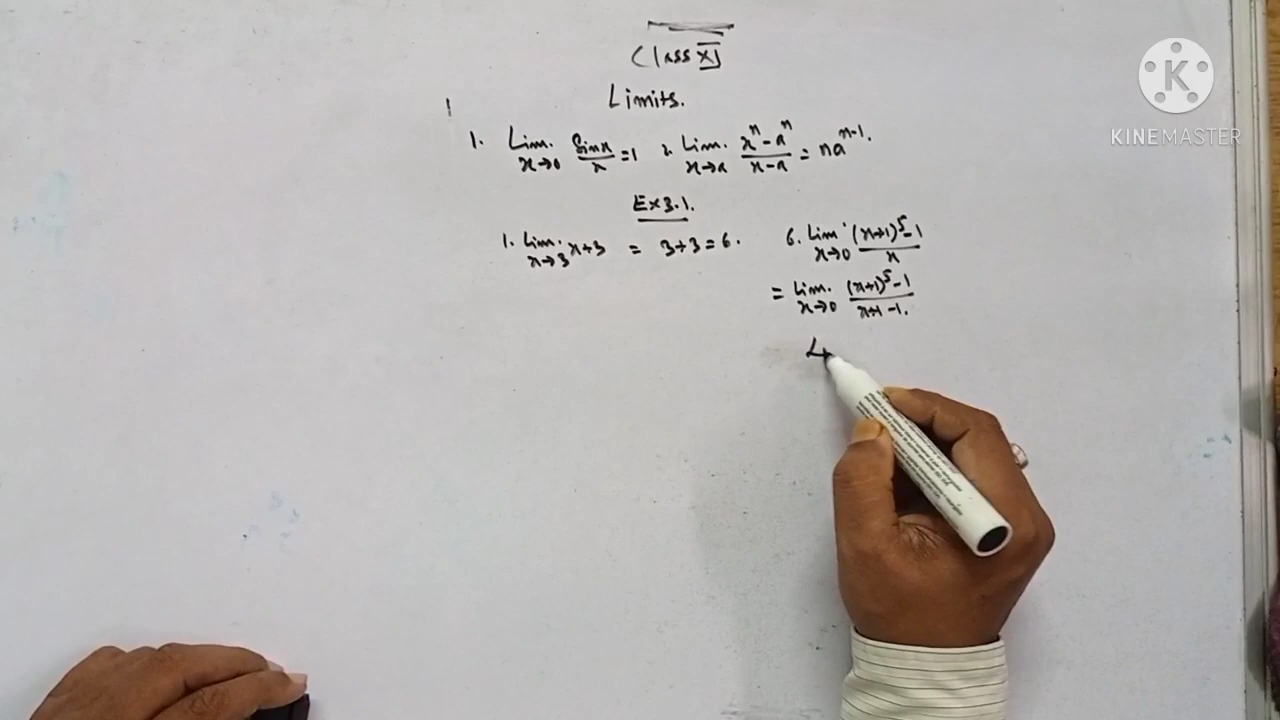 Class XI
Limits.
1. Lim. x→0 sinx/x = 1 2. Lim. x→a x^n - a^n / x - a = na^n-1.
Ex 3.1.
1. Lim. x→3 x+3 = 3+3 = 6.
6. Lim x→0 (x+1)^5 - 1 / x
= Lim. x→0 (x+1)^5 - 1 / x+1 - 1.
KINEMASTER